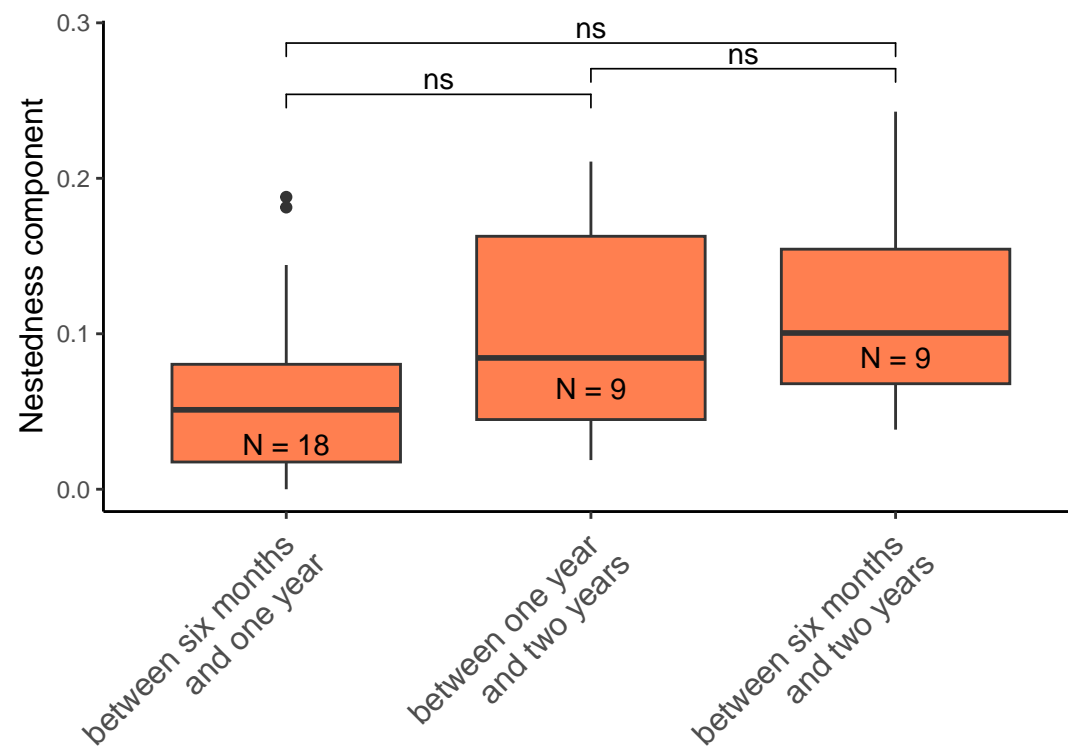 0.3
ns
ns
ns
0.2
Nestedness component
0.1
N = 9
N = 9
N = 18
0.0
between six months
and one year
between one year
and two years
between six months
and two years